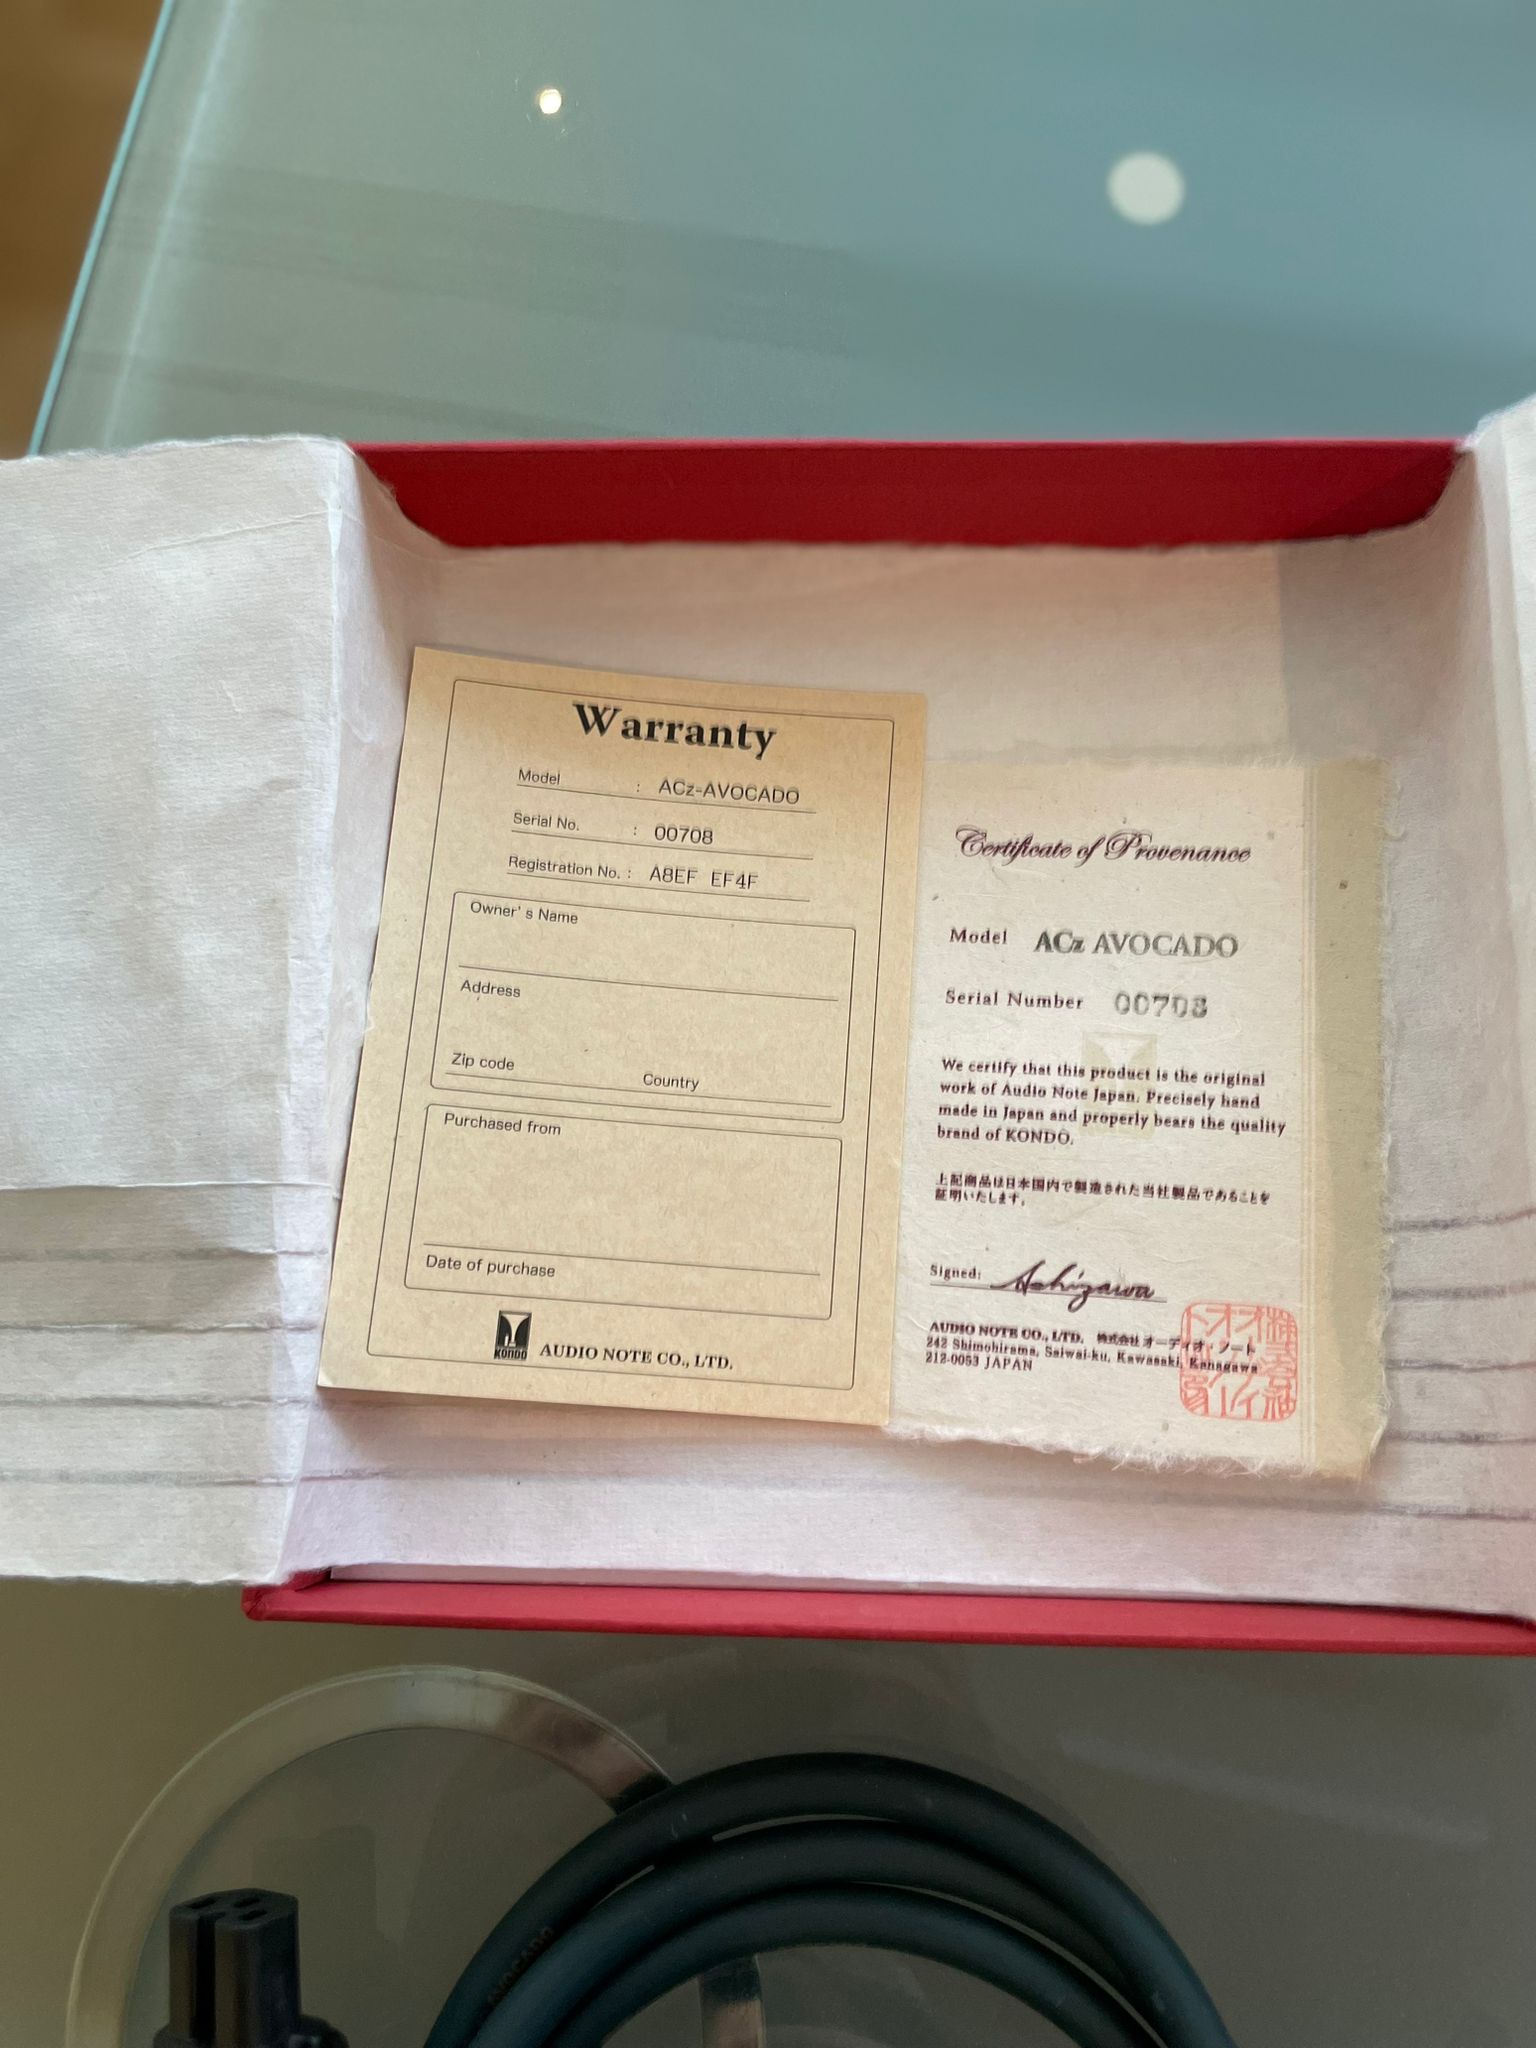 Warranty
Model : ACz-AVOCADO
Serial No. : 00708
Registration No. : A8EF EF4F
Owner's Name
Address
Zip code Country
Purchased from
Date of purchase
KONDO AUDIO NOTE CO., LTD.
Certificate of Provenance
Model ACz AVOCADO
Serial Number 00708
We certify that this product is the original
work of Audio Note Japan. Precisely hand
made in Japan and properly bears the quality
brand of KONDO.
上記商品は日本国内で製造された当社製品であることを
証明いたします。
Signed: Ashizawa
AUDIO NOTE CO., LTD. 株式会社 オーディオ・ノート
242 Shimohirama, Saiwai-ku, Kawasaki, Kanagawa
212-0053 JAPAN
AVOCADO